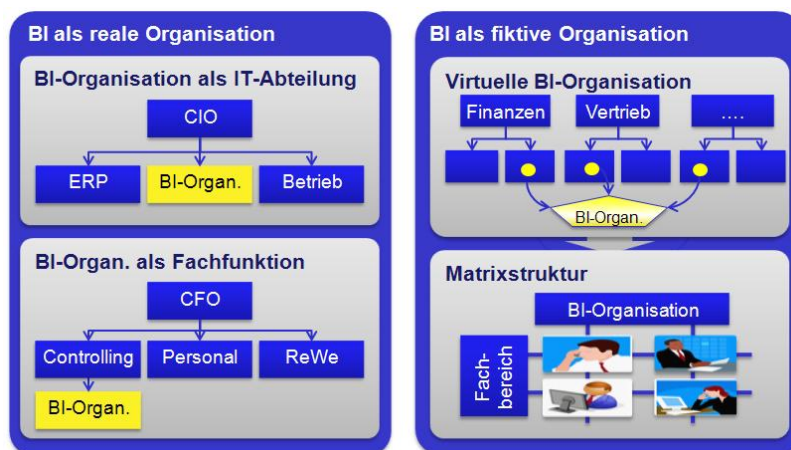 BI als reale Organisation
BI-Organisation als IT-Abteilung
CIO
ERP
BI-Organ.
Betrieb
BI-Organ. als Fachfunktion
CFO
Controlling
Personal
ReWe
BI-Organ.
BI als fiktive Organisation
Virtuelle BI-Organisation
Finanzen
Vertrieb
....
BI-Organ.
Matrixstruktur
BI-Organisation
Fach-
bereich